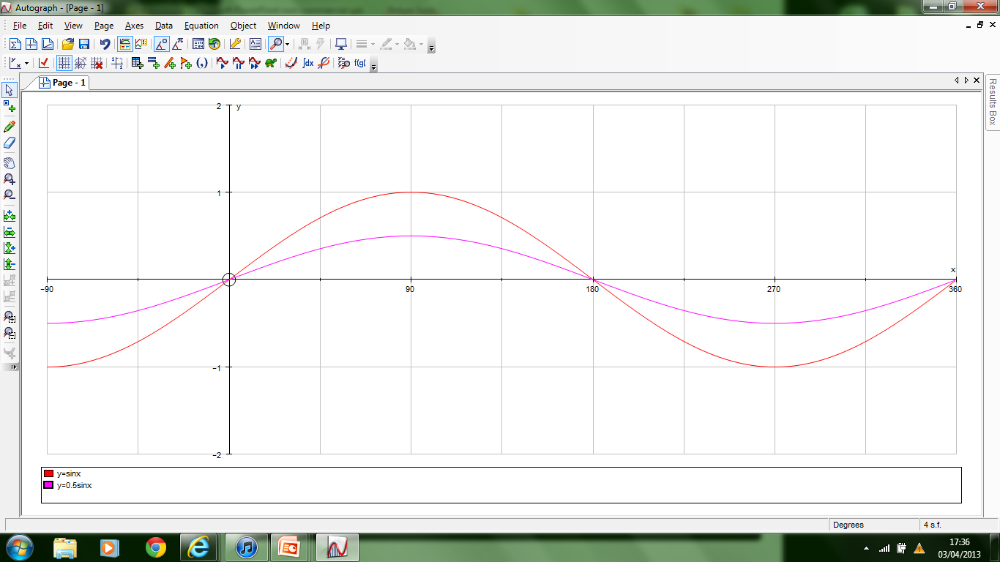 Autograph - [Page - 1]
File Edit View Page Axes Data Equation Object Window Help
∫dx f(g(
Page - 1
Results Box
2 y
1
x
−90 90 180 270 360
−1
−2
y=sinx
y=0.5sinx
Degrees 4 s.f.
17:36
03/04/2013